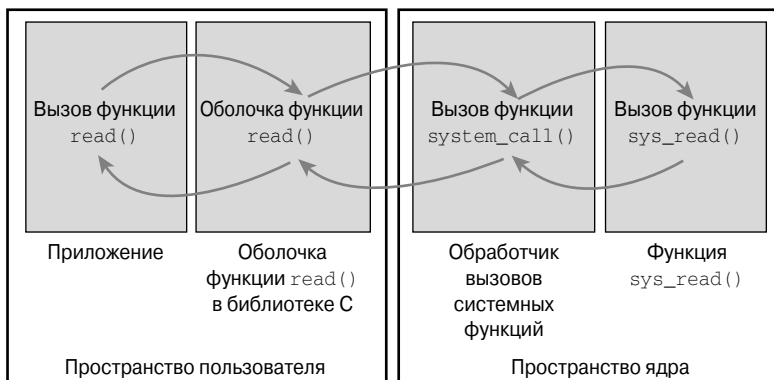 Вызов функции
read()
Оболочка функции
read()
Вызов функции
system_call()
Вызов функции
sys_read()
Приложение
Оболочка
функции read()
в библиотеке C
Обработчик
вызовов
системных
функций
Функция
sys_read()
Пространство пользователя
Пространство ядра